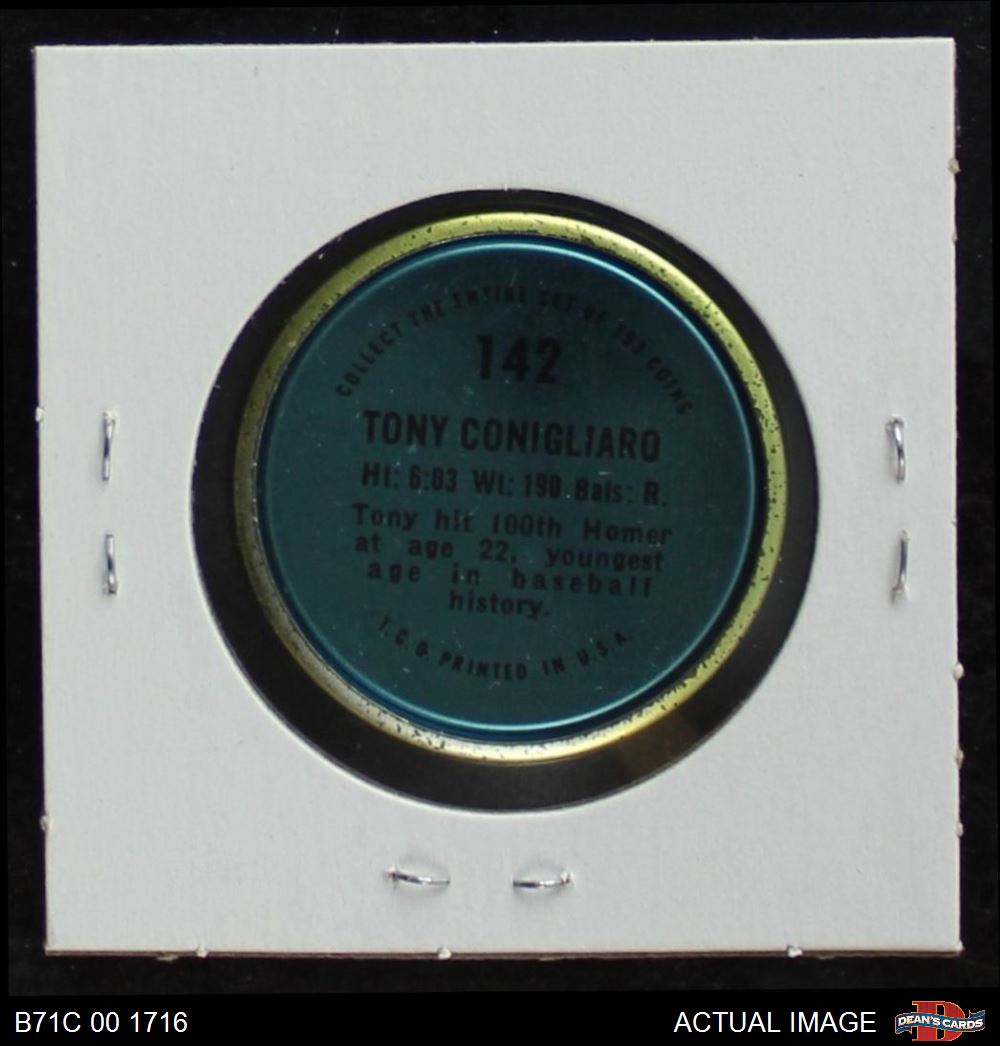 COLLECT THE ENTIRE SET OF 153 COINS
142
TONY CONIGLIARO
Ht: 6:03 Wt: 190 Bats: R.
Tony hit 100th Homer
at age 22, youngest
age in baseball
history.
T.C.G. PRINTED IN U.S.A.
B71C 00 1716
ACTUAL IMAGE
D
DEAN'S CARDS